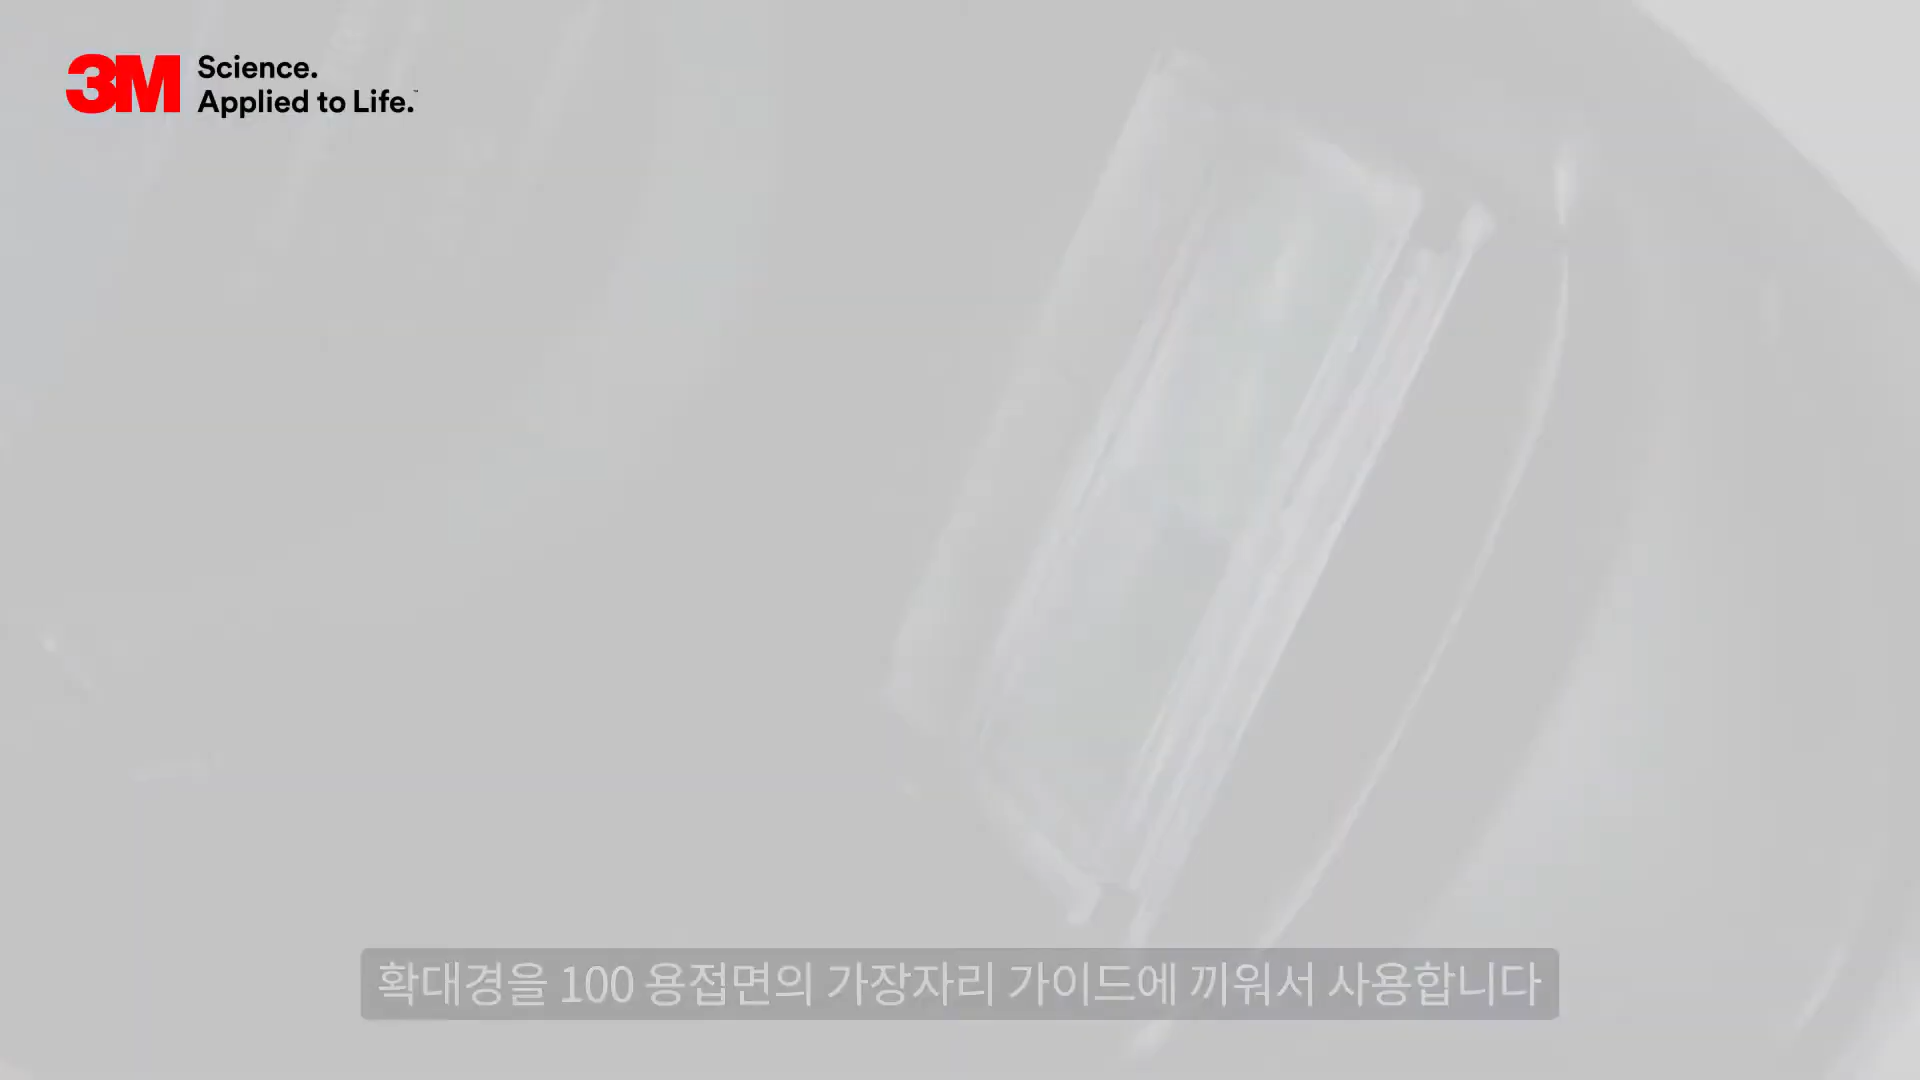 3M Science.
Applied to Life.™
확대경을 100 용접면의 가장자리 가이드에 끼워서 사용합니다